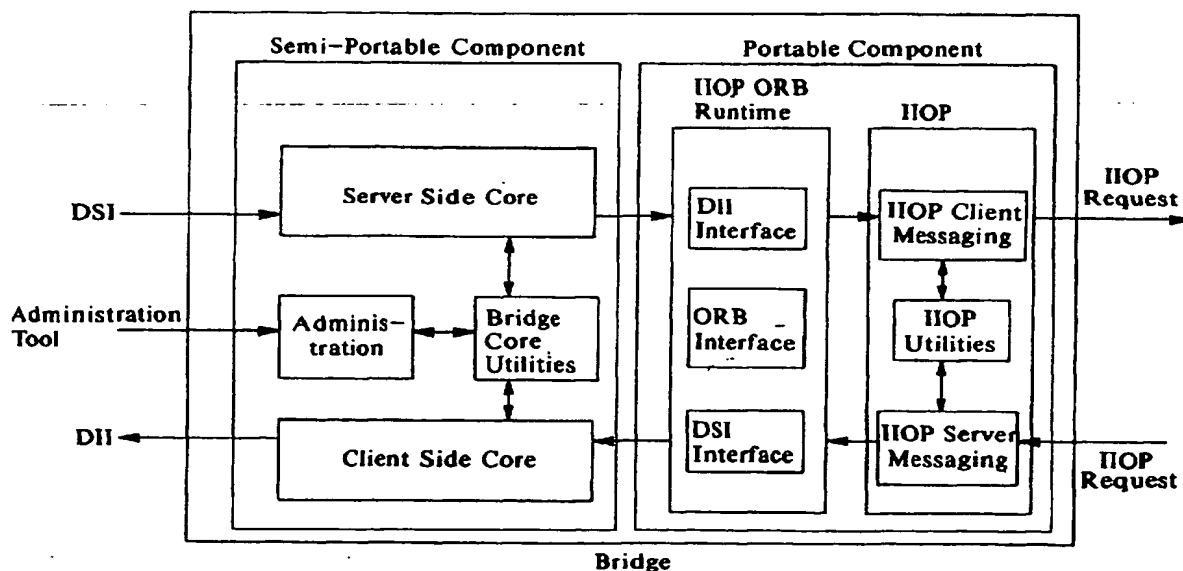 Semi-Portable Component
Portable Component
IIOP ORB
Runtime
IIOP
Server Side Core
DSI
DII
Interface
IIOP Client
Messaging
IIOP
Request
Administration
Tool
Adminis-
tration
Bridge
Core
Utilities
ORB
Interface
IIOP
Utilities
DII
Client Side Core
DSI
Interface
IIOP Server
Messaging
IIOP
Request
Bridge